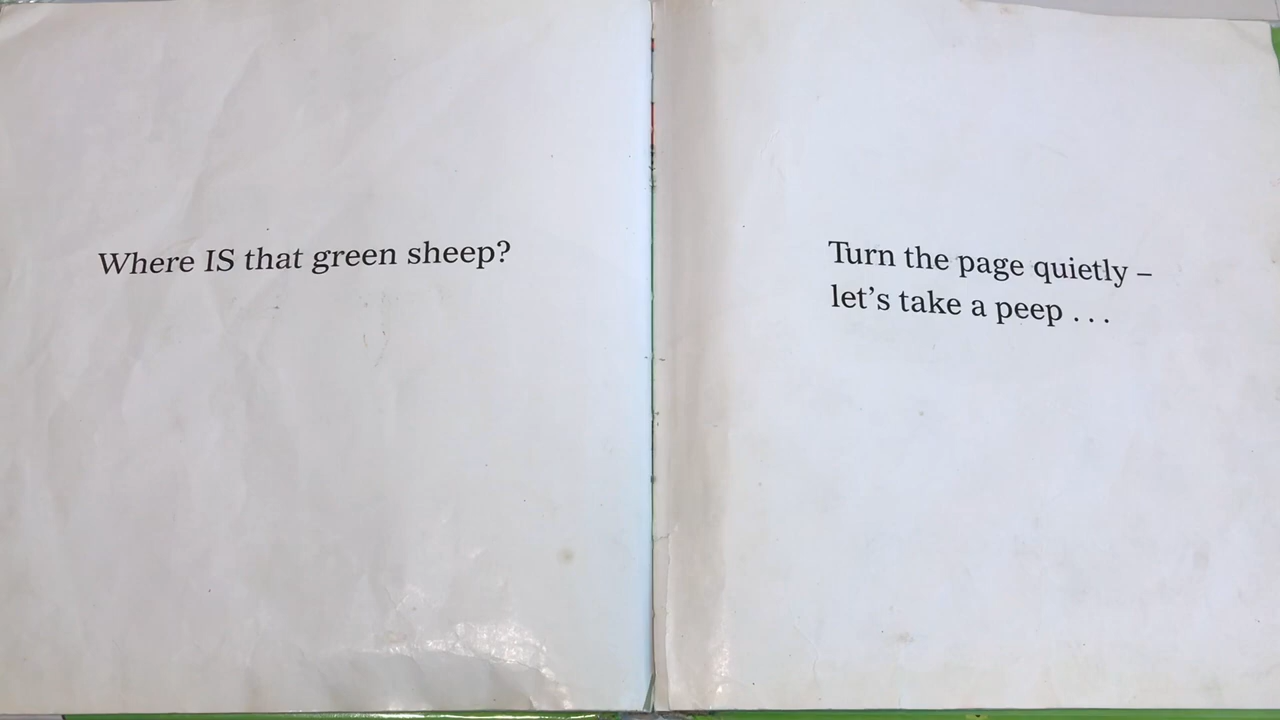 Where IS that green sheep?
Turn the page quietly –
let's take a peep . . .